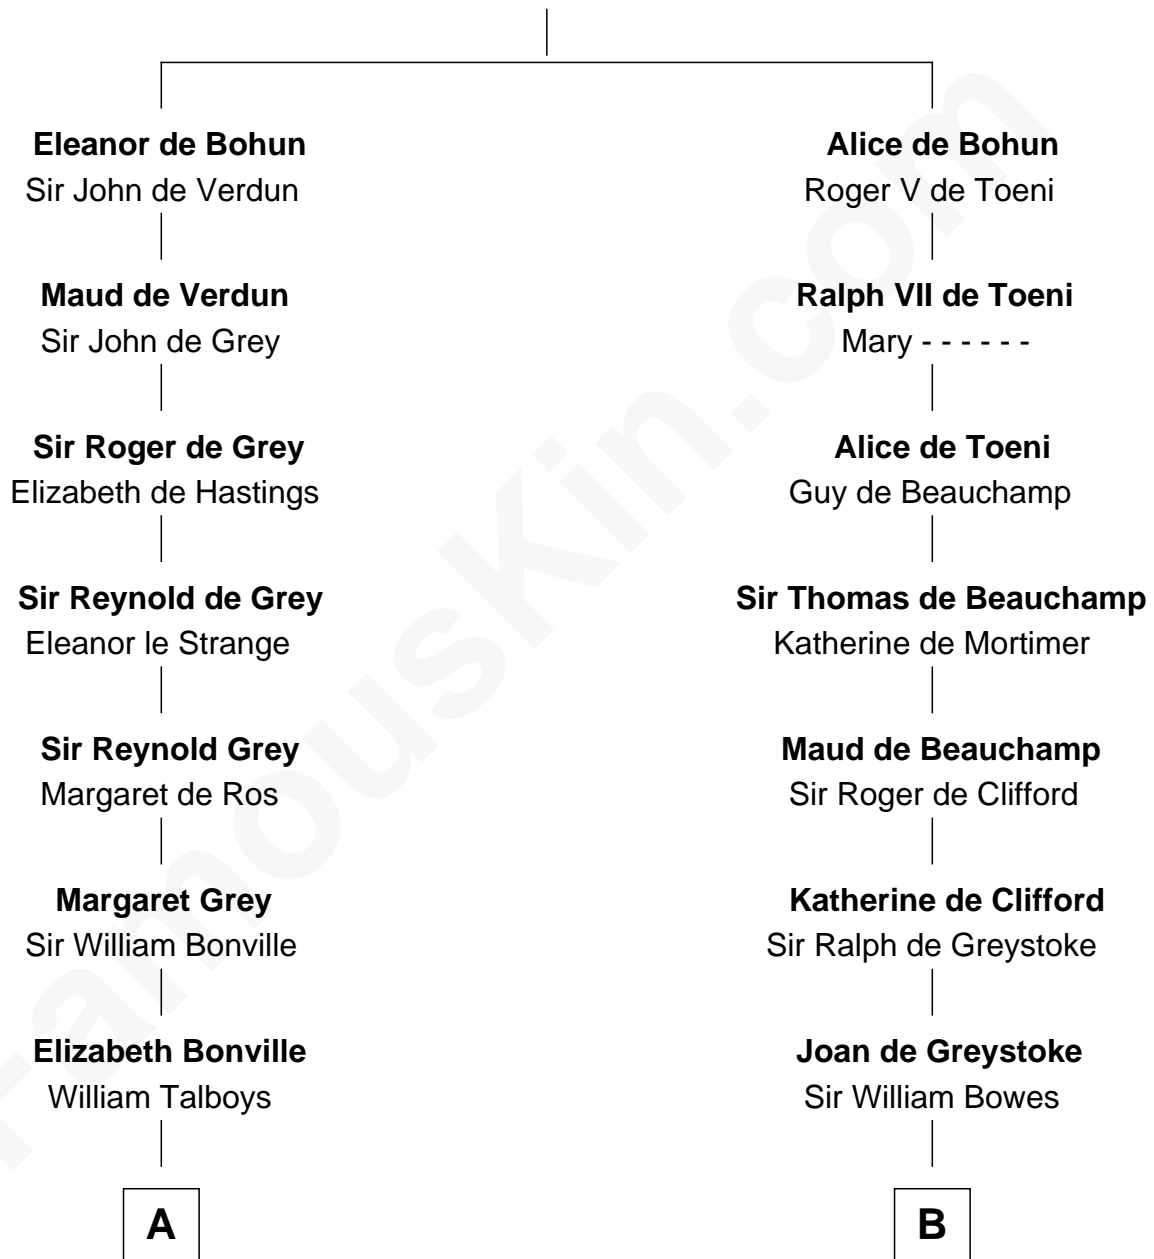 Eleanor de Bohun
Sir John de Verdun
Maud de Verdun
Sir John de Grey
Sir Roger de Grey
Elizabeth de Hastings
Sir Reynold de Grey
Eleanor le Strange
Sir Reynold Grey
Margaret de Ros
Margaret Grey
Sir William Bonville
Elizabeth Bonville
William Talboys
A
Alice de Bohun
Roger V de Toeni
Ralph VII de Toeni
Mary - - - - - -
Alice de Toeni
Guy de Beauchamp
Sir Thomas de Beauchamp
Katherine de Mortimer
Maud de Beauchamp
Sir Roger de Clifford
Katherine de Clifford
Sir Ralph de Greystoke
Joan de Greystoke
Sir William Bowes
B
FamousKin.com